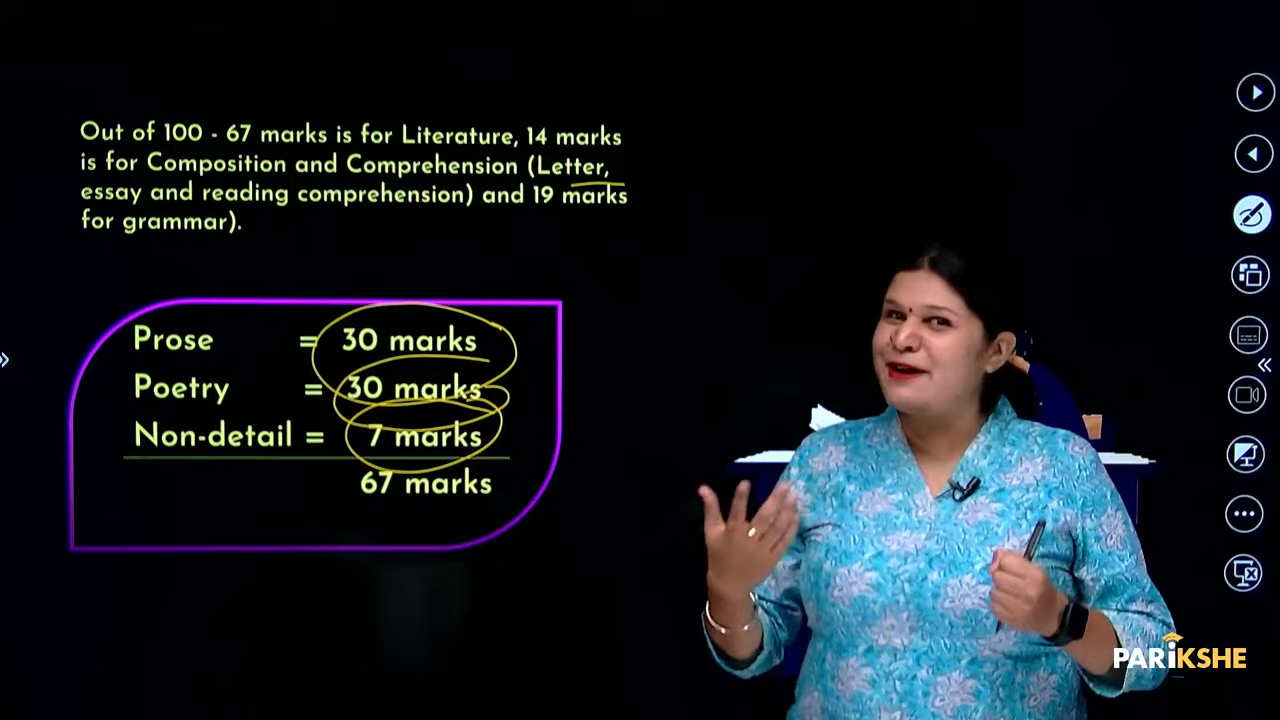 Out of 100 - 67 marks is for Literature, 14 marks
is for Composition and Comprehension (Letter,
essay and reading comprehension) and 19 marks
for grammar).
Prose = 30 marks
Poetry = 30 marks
Non-detail = 7 marks
67 marks
PARIKSHE